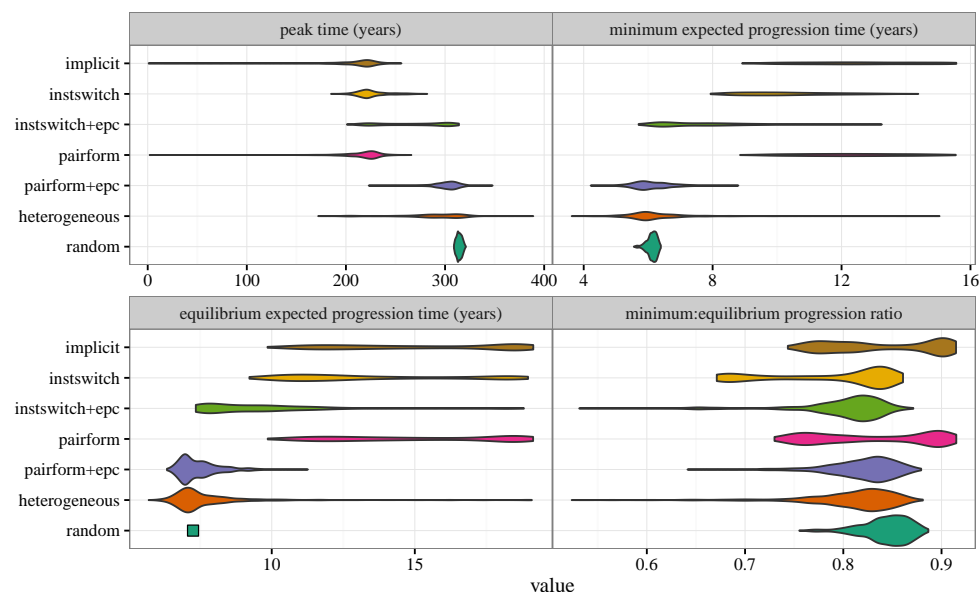 peak time (years) minimum expected progression time (years)
implicit
instswitch
instswitch+epc
pairform
pairform+epc
heterogeneous
random
0 100 200 300 400 4 8 12 16
equilibrium expected progression time (years) minimum:equilibrium progression ratio
implicit
instswitch
instswitch+epc
pairform
pairform+epc
heterogeneous
random
10 15 0.6 0.7 0.8 0.9
value